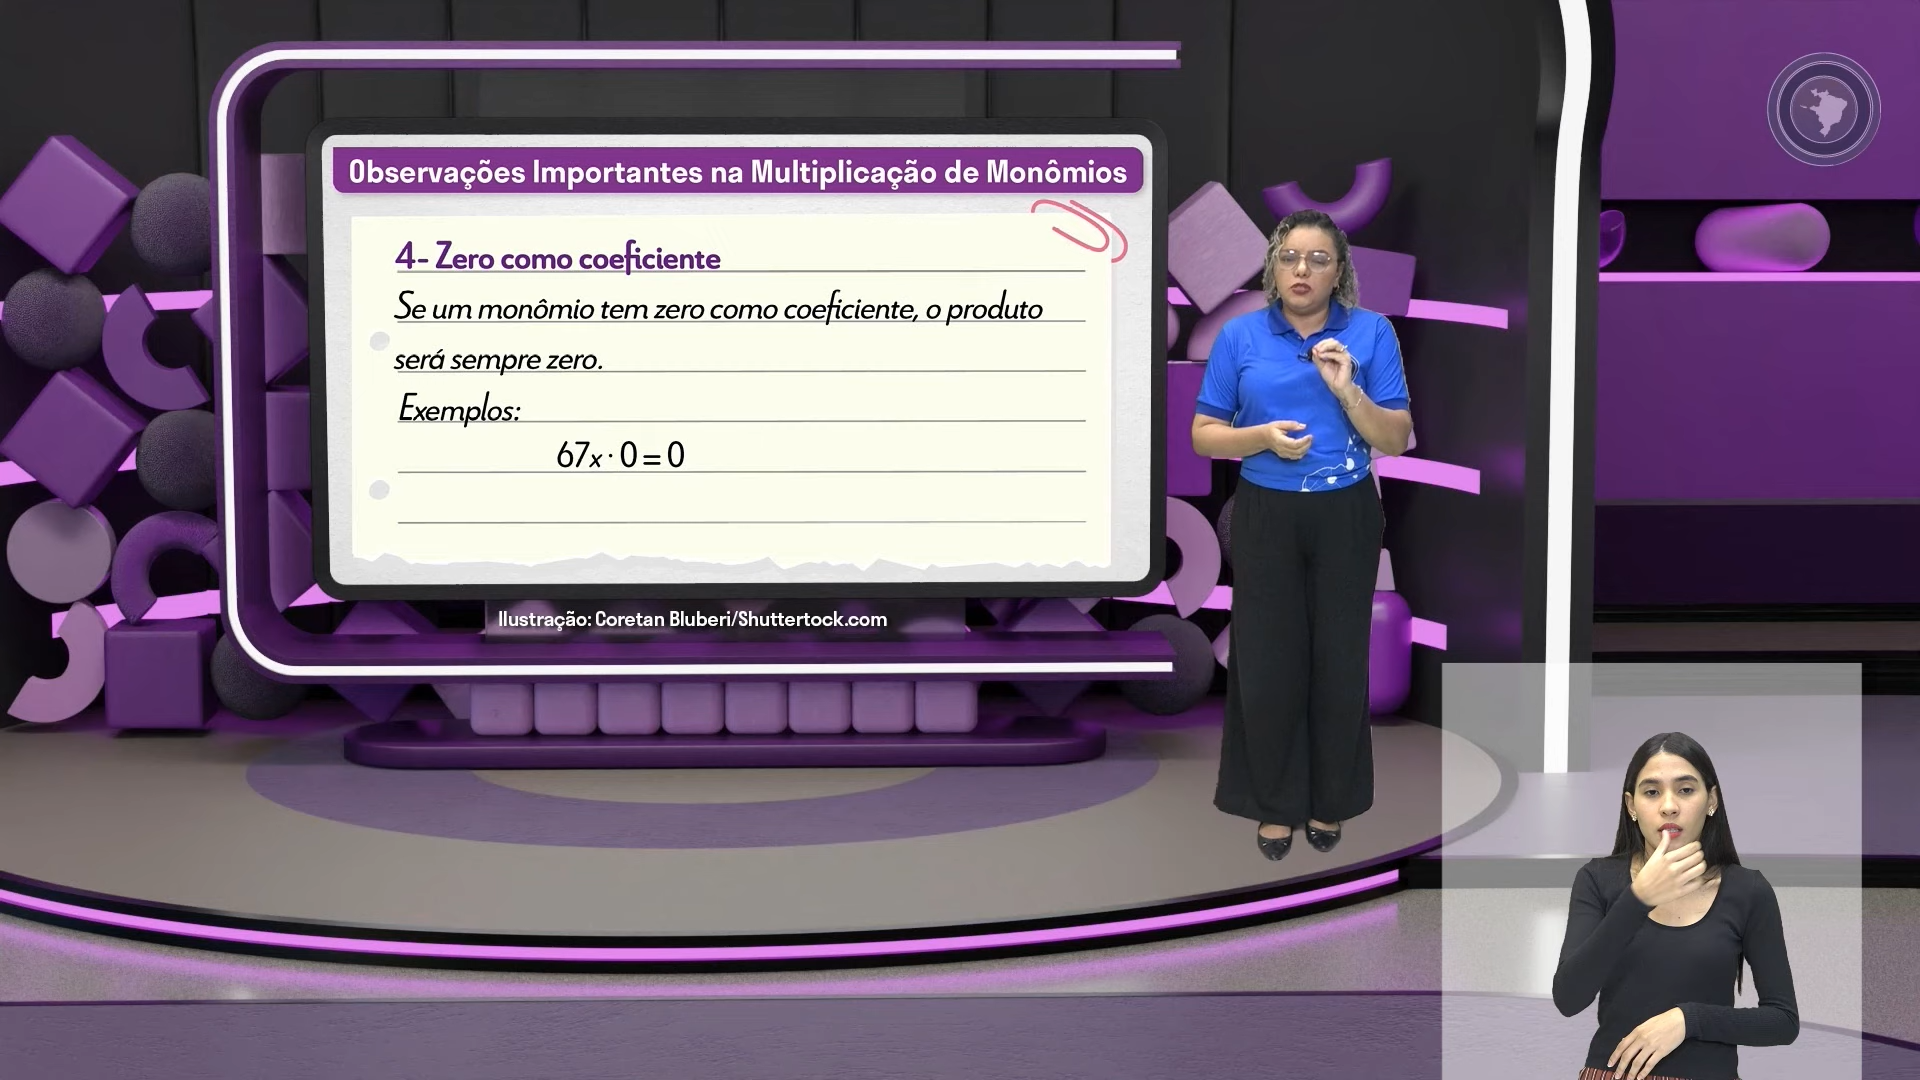 Observações Importantes na Multiplicação de Monômios
4- Zero como coeficiente
Se um monômio tem zero como coeficiente, o produto
será sempre zero.
Exemplos:
67x · 0 = 0
Ilustração: Coretan Bluberi/Shuttertock.com